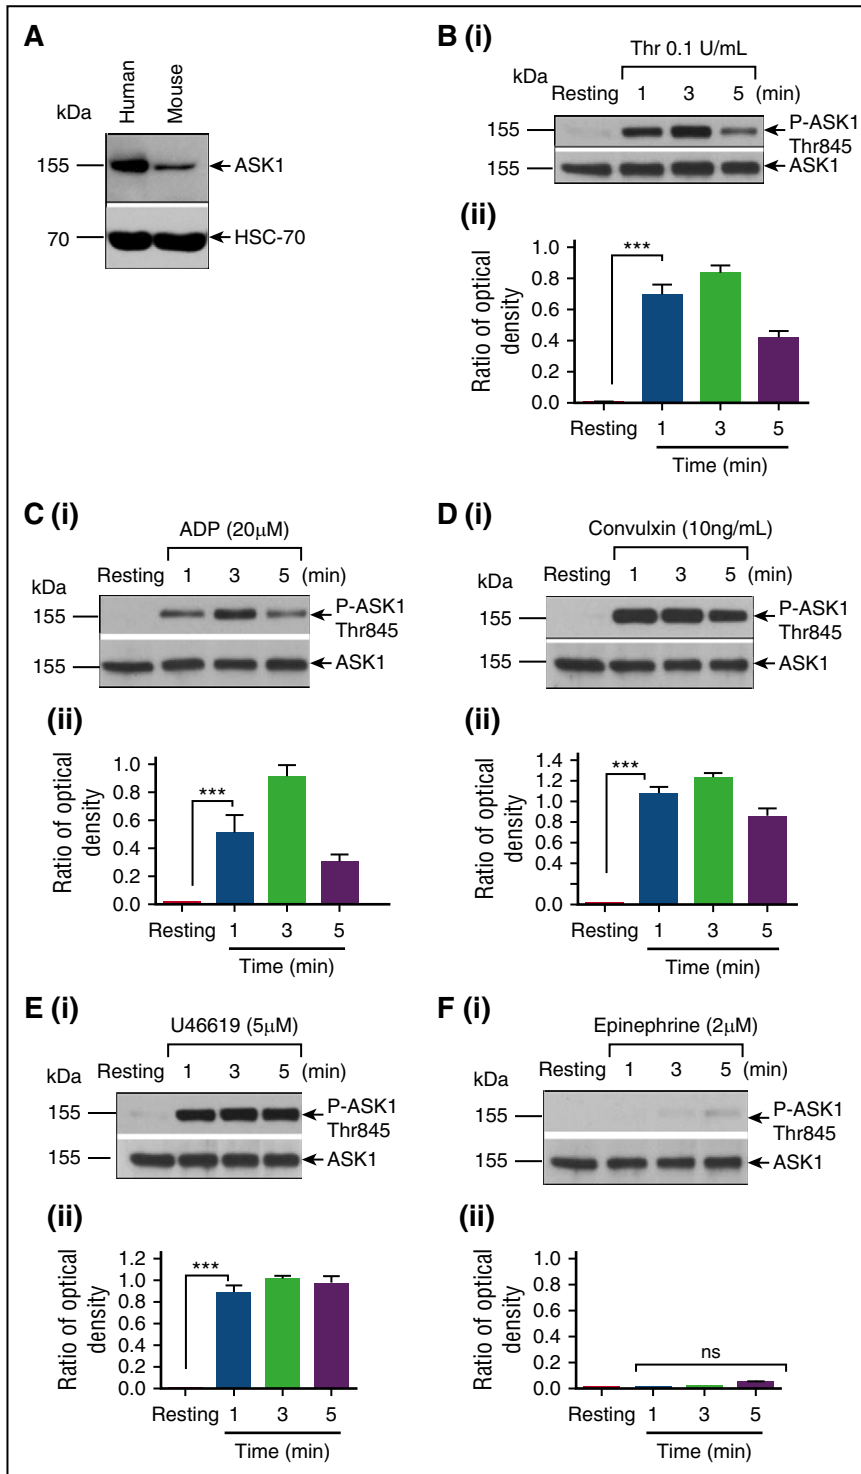 A
Human
Mouse
kDa
155
ASK1
70
HSC-70
B (i)
Thr 0.1 U/mL
kDa
Resting 1 3 5 (min)
155
P-ASK1
Thr845
155
ASK1
(ii)
Ratio of optical
density
1.0
0.8
0.6
0.4
0.2
0.0
***
Resting 1 3 5
Time (min)
C (i)
ADP (20μM)
kDa
Resting 1 3 5 (min)
155
P-ASK1
Thr845
155
ASK1
(ii)
Ratio of optical
density
1.0
0.8
0.6
0.4
0.2
0.0
***
Resting 1 3 5
Time (min)
D (i)
Convulxin (10ng/mL)
kDa
Resting 1 3 5 (min)
155
P-ASK1
Thr845
155
ASK1
(ii)
Ratio of optical
density
1.4
1.2
1.0
0.8
0.4
0.0
***
Resting 1 3 5
Time (min)
E (i)
U46619 (5μM)
kDa
Resting 1 3 5 (min)
155
P-ASK1
Thr845
155
ASK1
(ii)
Ratio of optical
density
1.2
1.0
0.8
0.6
0.4
0.2
0.0
***
Resting 1 3 5
Time (min)
F (i)
Epinephrine (2μM)
kDa
Resting 1 3 5 (min)
155
P-ASK1
Thr845
155
ASK1
(ii)
Ratio of optical
density
1.0
0.8
0.6
0.4
0.2
0.0
ns
Resting 1 3 5
Time (min)